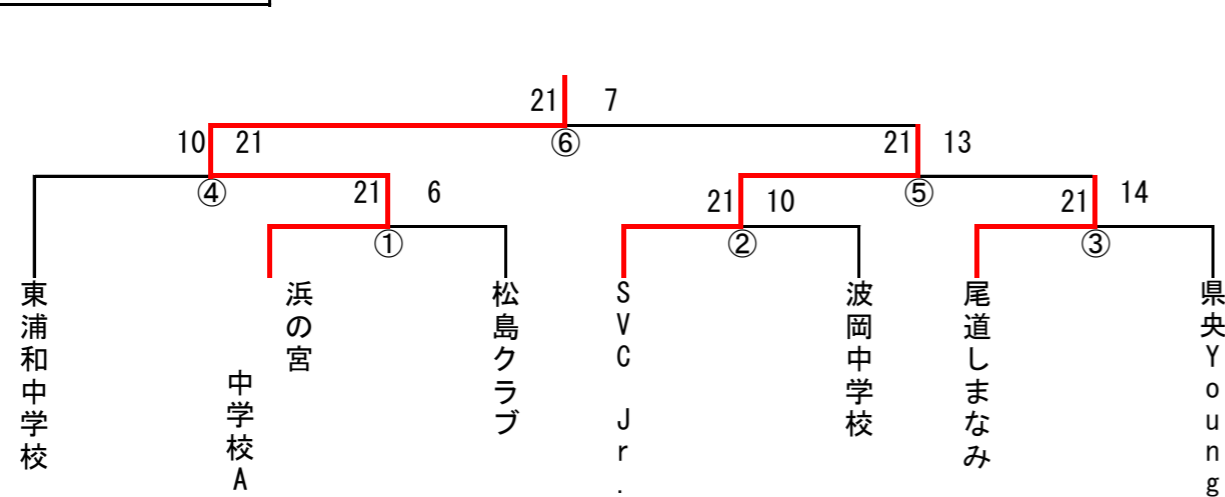 21 7
⑥
10 21
21 13
④
21 6
⑤
21 10
21 14
①
②
③
東浦和中学校
浜の宮
中学校A
松島クラブ
SVC Jr.
波岡中学校
尾道しまなみ
県央Young